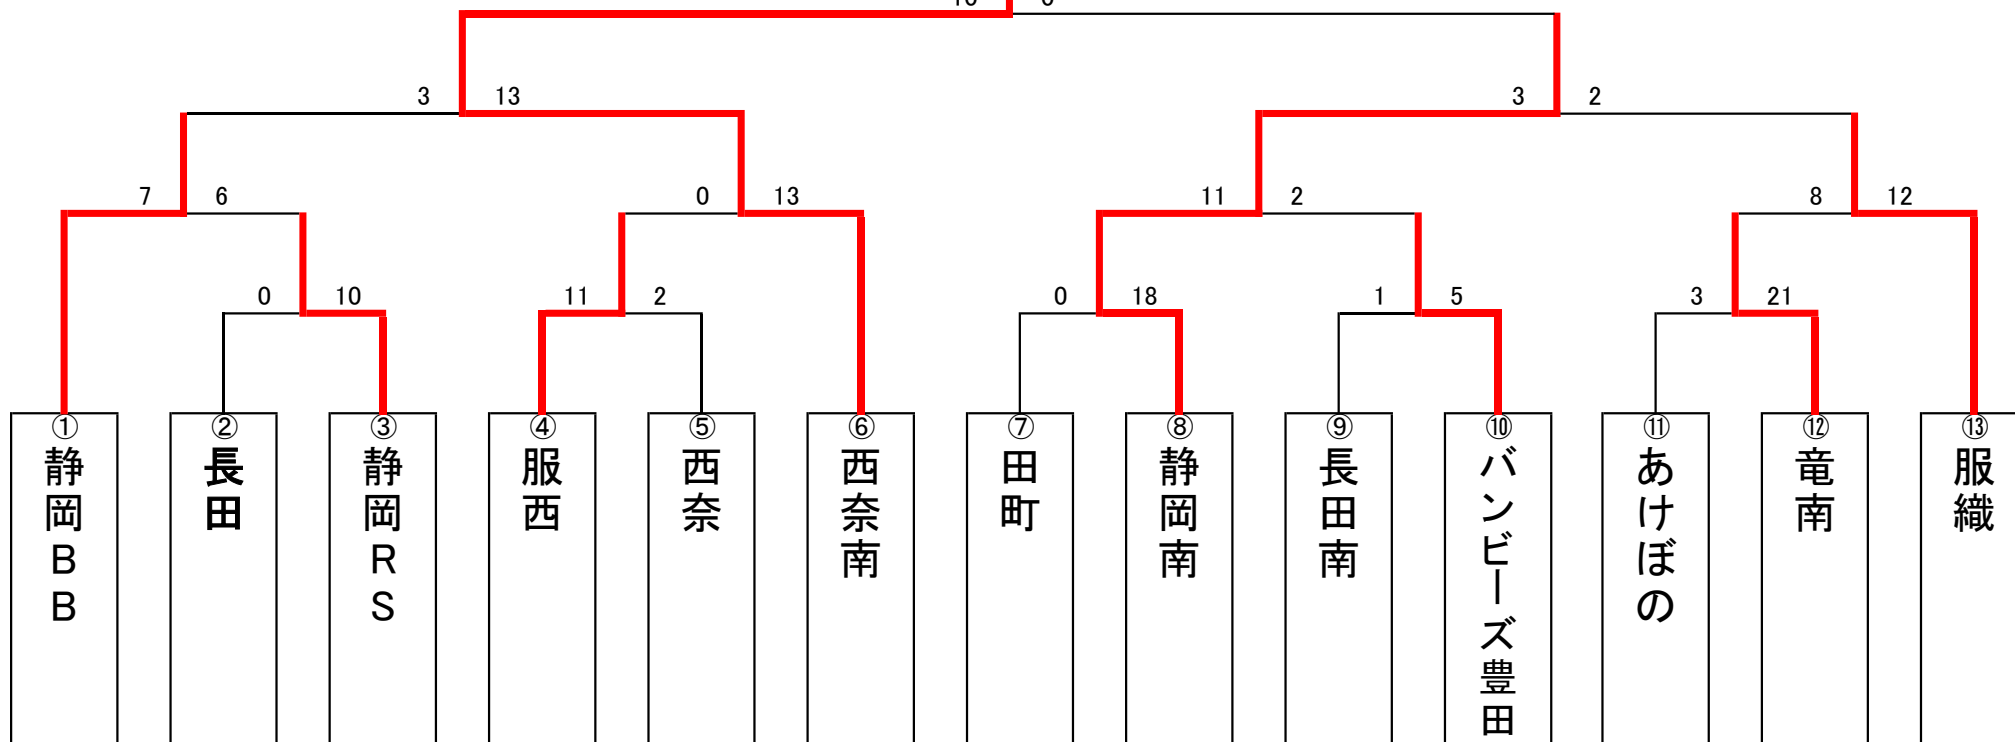 3 13
3 2
7 6
0 13
11 2
8 12
0 10
11 2
0 18
1 5
3 21
① 静岡BB
② 長田
③ 静岡RS
④ 服西
⑤ 西奈
⑥ 西奈南
⑦ 田町
⑧ 静岡南
⑨ 長田南
⑩ バンビーズ豊田
⑪ あけぼの
⑫ 竜南
⑬ 服織